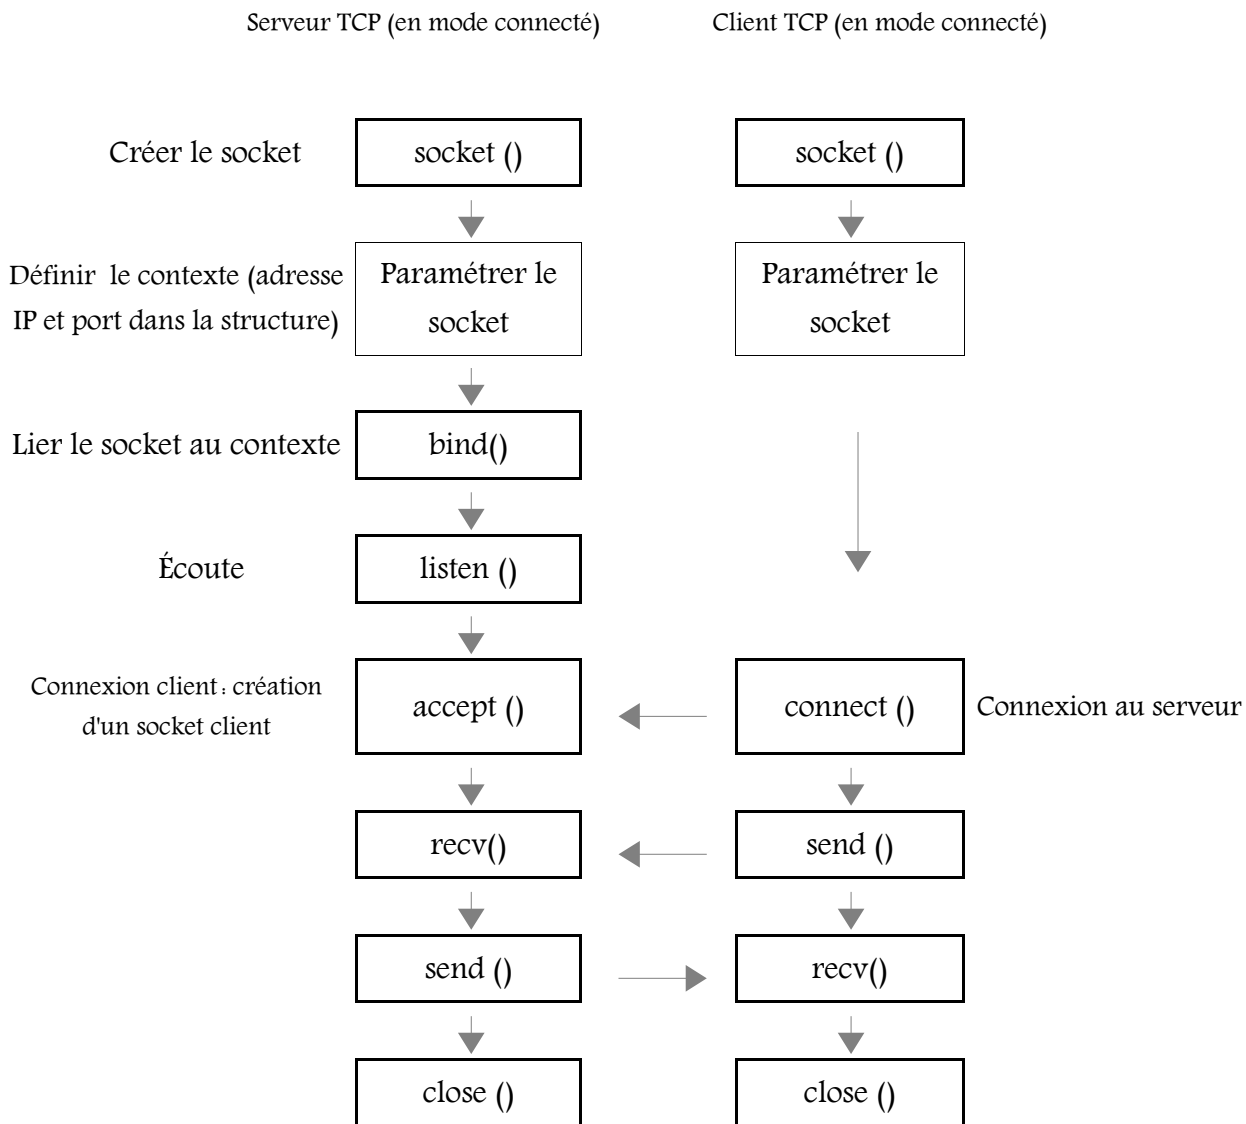 Serveur TCP (en mode connecté)
Client TCP (en mode connecté)
Créer le socket
socket ()
socket ()
Définir le contexte (adresse
IP et port dans la structure)
Paramétrer le
socket
Paramétrer le
socket
Lier le socket au contexte
bind()
Écoute
listen ()
Connexion client : création
d'un socket client
accept ()
connect ()
Connexion au serveur
recv()
send ()
send ()
recv()
close ()
close ()